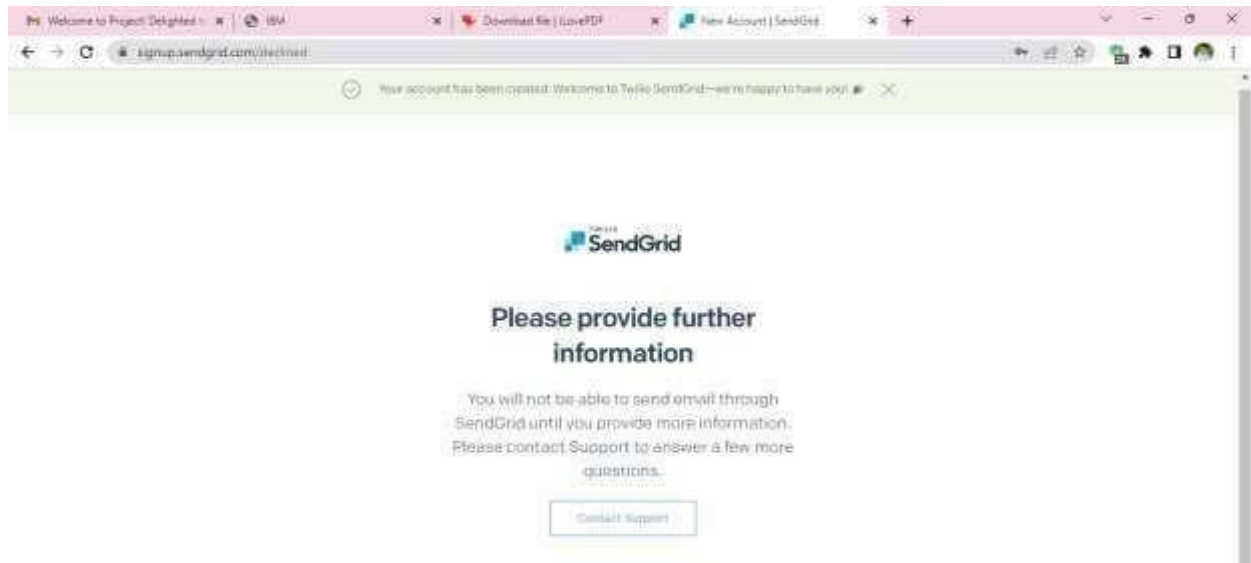 Welcome to Project Delighted
IBM
Download file | iLovePDF
New Account | SendGrid
signup.sendgrid.com/declined
Your account has been created. Welcome to Twilio SendGrid—we're happy to have you!
SendGrid
Please provide further
information
You will not be able to send email through
SendGrid until you provide more information.
Please contact Support to answer a few more
questions.
Contact Support